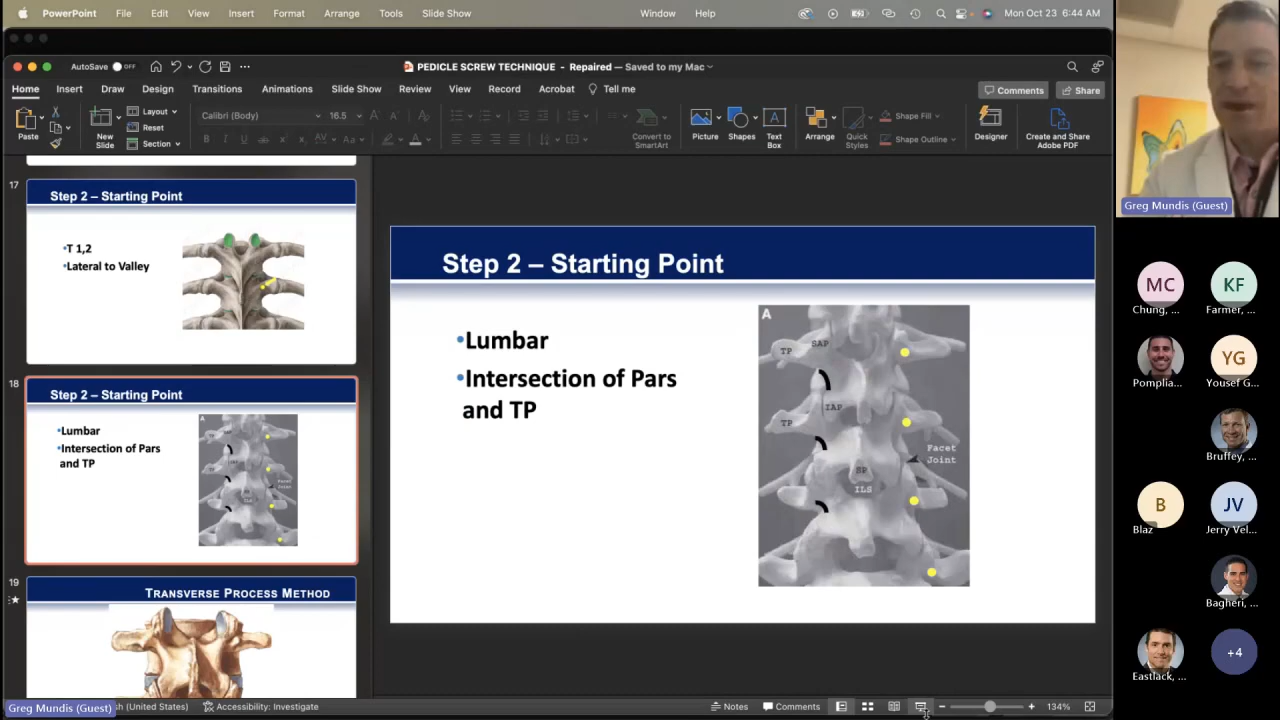 PowerPoint File Edit View Insert Format Arrange Tools Slide Show Window Help Mon Oct 23 6:44 AM
AutoSave OFF PEDICLE SCREW TECHNIQUE - Repaired — Saved to my Mac
Home Insert Draw Design Transitions Animations Slide Show Review View Record Acrobat Tell me Comments Share
Paste
New Slide
Layout
Reset
Section
Calibri (Body) 16.5
Convert to SmartArt
Picture
Shapes
Text Box
Arrange
Quick Styles
Shape Fill
Shape Outline
Designer
Create and Share Adobe PDF
17
Step 2 – Starting Point
•T 1,2
•Lateral to Valley
18
Step 2 – Starting Point
•Lumbar
•Intersection of Pars
and TP
A
19
TRANSVERSE PROCESS METHOD
Step 2 – Starting Point
•Lumbar
•Intersection of Pars
and TP
A
TP SAP
IAP
TP
Facet
Joint
SP
ILS
Greg Mundis (Guest)
MC KF
Chung, ... Farmer, ...
YG
Pomplia... Yousef G...
Bruffey, ...
B JV
Blaz Jerry Vel...
Bagheri, ...
+4
Eastlack, ...
Greg Mundis (Guest)
sh (United States) Accessibility: Investigate Notes Comments 134%